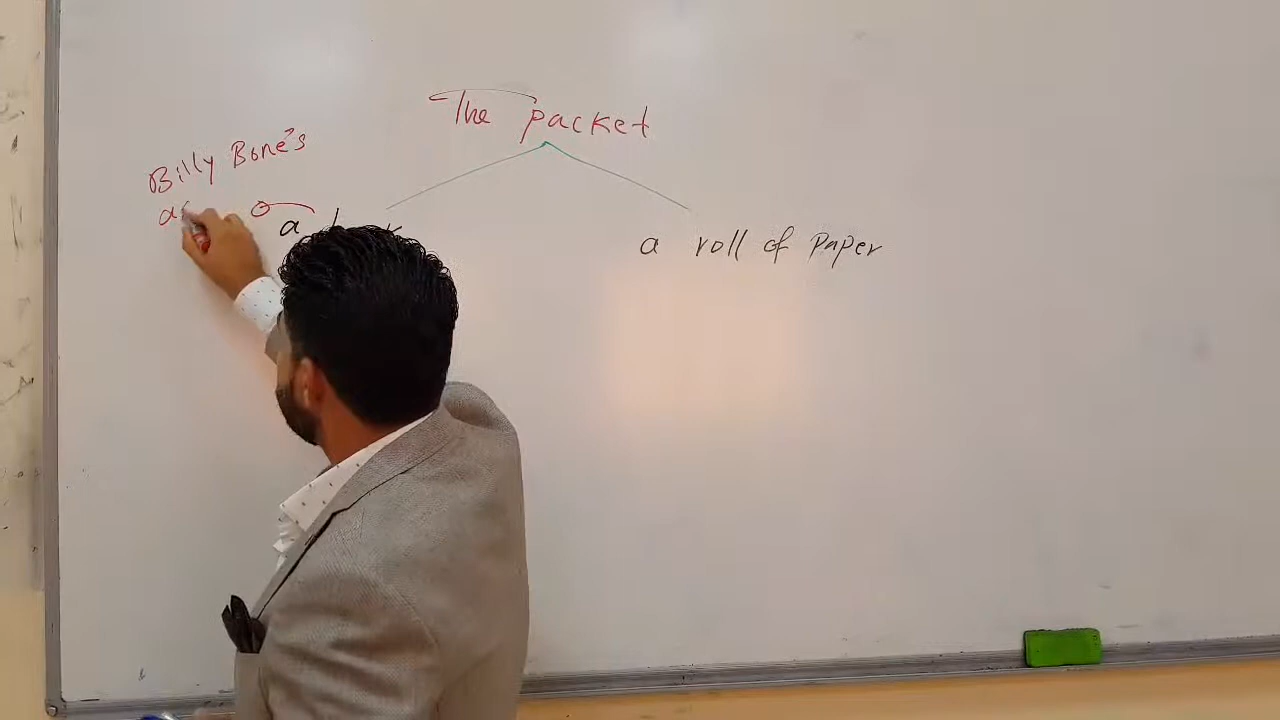 The packet
Billy Bone's
a
a roll of paper